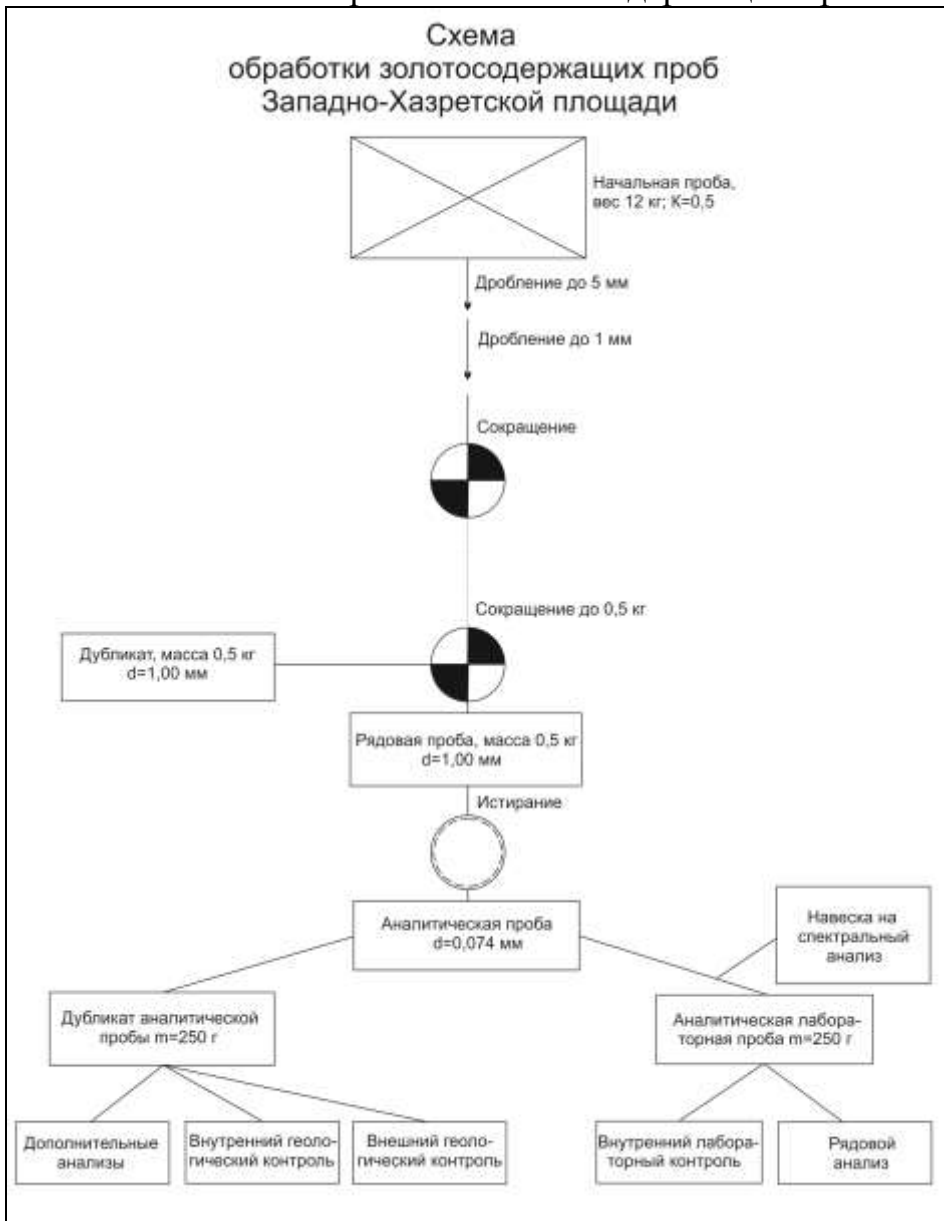 Схема
обработки золотосодержащих проб
Западно-Хазретской площади
Начальная проба,
вес 12 кг; К=0,5
Дробление до 5 мм
Дробление до 1 мм
Сокращение
Сокращение до 0,5 кг
Дубликат, масса 0,5 кг
d=1,00 мм
Рядовая проба, масса 0,5 кг
d=1,00 мм
Истирание
Аналитическая проба
d=0,074 мм
Навеска на
спектральный
анализ
Дубликат аналитической
пробы m=250 г
Аналитическая лабора-
торная проба m=250 г
Дополнительные
анализы
Внутренний геоло-
гический контроль
Внешний геоло-
гический контроль
Внутренний лабора-
торный контроль
Рядовой
анализ